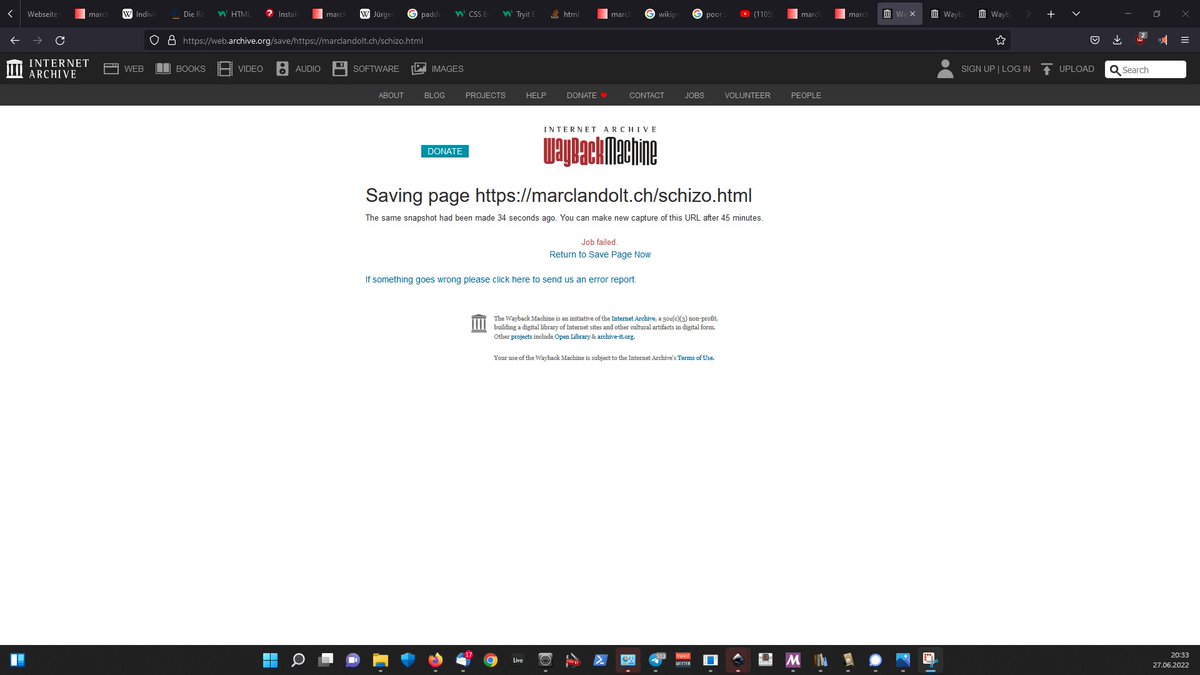 Webseite
marcl
Indivi
Die Re
HTML
Instal
marcl
Jürge
paddi
CSS B
Tryit E
html
marcl
wikip
poor
(1105)
marcl
marcl
Wa
Wayb
Wayb
https://web.archive.org/save/https://marclandolt.ch/schizo.html
2
INTERNET ARCHIVE
WEB
BOOKS
VIDEO
AUDIO
SOFTWARE
IMAGES
SIGN UP | LOG IN
UPLOAD
Search
ABOUT
BLOG
PROJECTS
HELP
DONATE
CONTACT
JOBS
VOLUNTEER
PEOPLE
INTERNET ARCHIVE
WayBackMachine
DONATE
Saving page https://marclandolt.ch/schizo.html
The same snapshot had been made 34 seconds ago. You can make new capture of this URL after 45 minutes.
Job failed.
Return to Save Page Now
If something goes wrong please click here to send us an error report.
The Wayback Machine is an initiative of the Internet Archive, a 501(c)(3) non-profit,
building a digital library of Internet sites and other cultural artifacts in digital form.
Other projects include Open Library & archive-it.org.
Your use of the Wayback Machine is subject to the Internet Archive's Terms of Use.
17
Live
20:33
27.06.2022